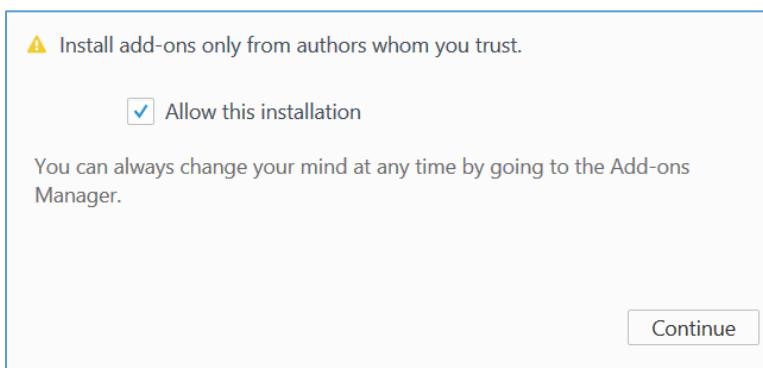 Install add-ons only from authors whom you trust.
Allow this installation
You can always change your mind at any time by going to the Add-ons
Manager.
Continue